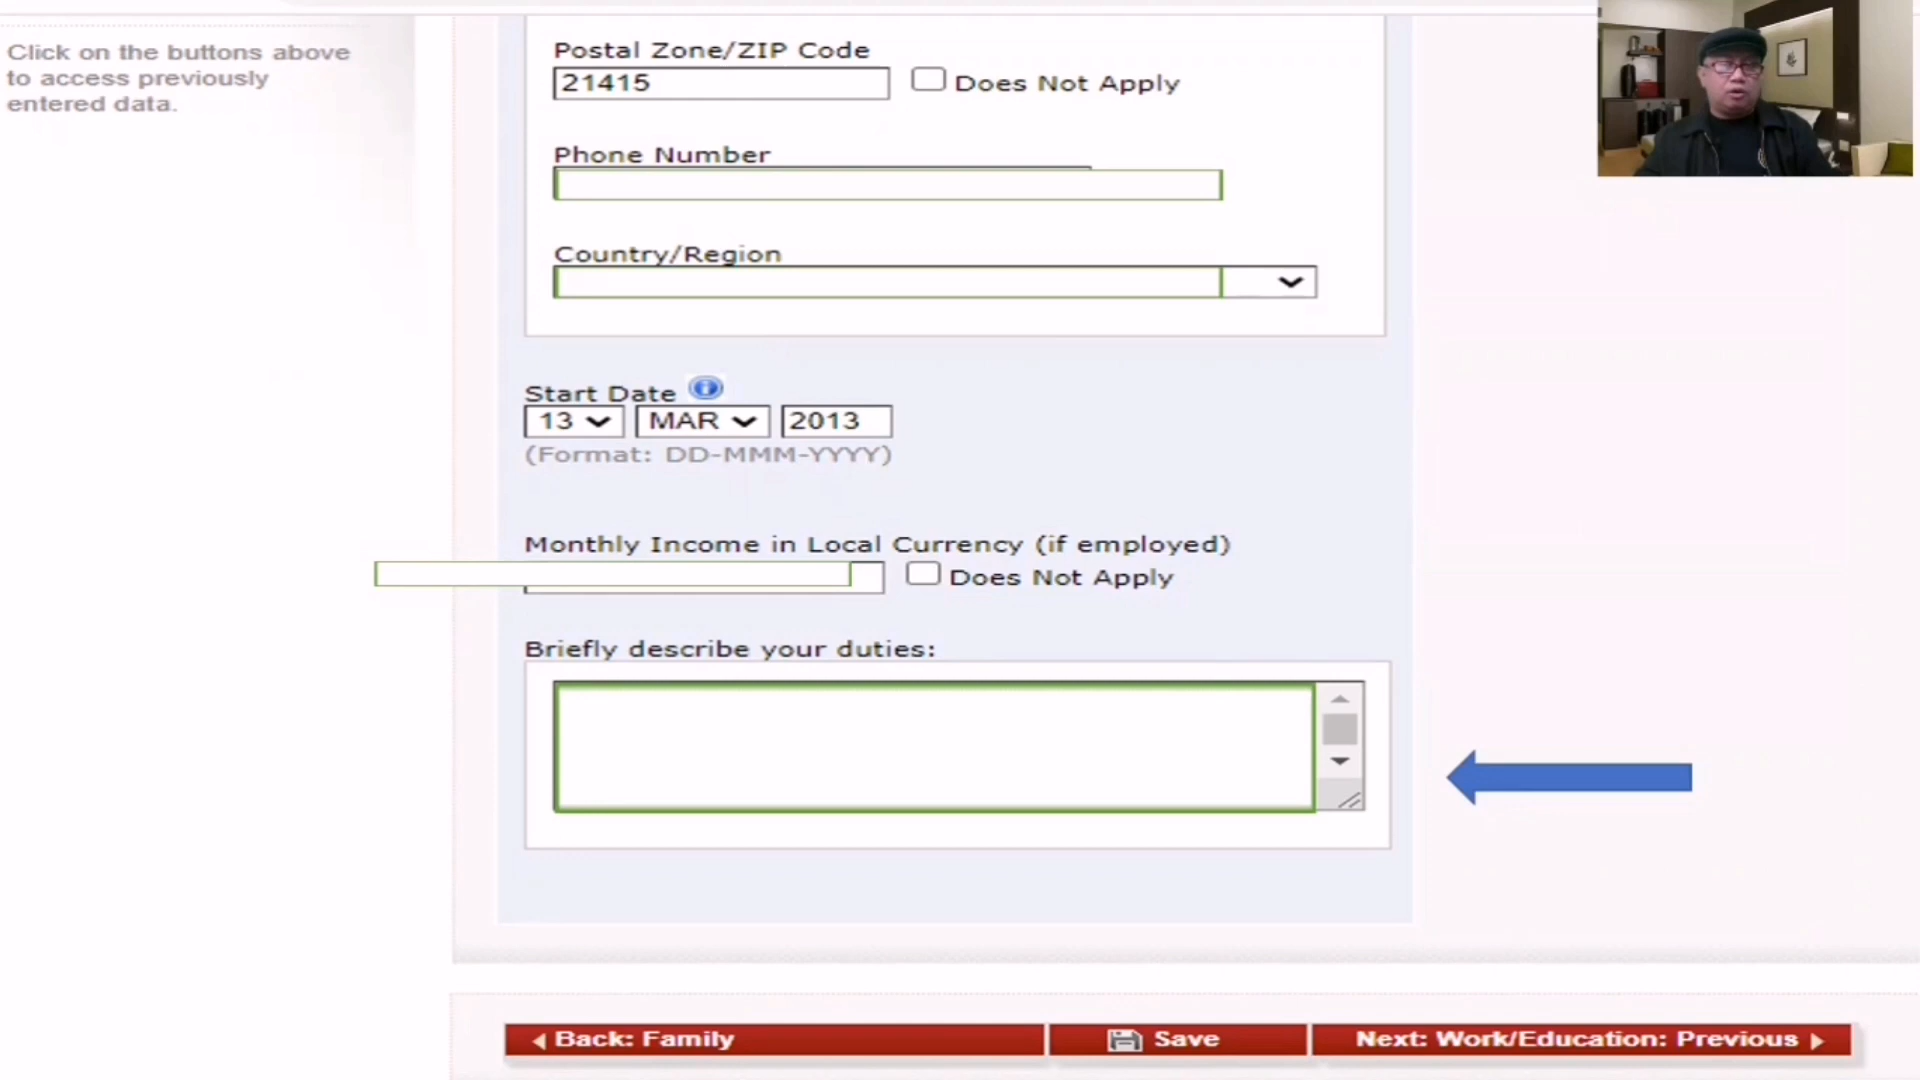 Click on the buttons above
to access previously
entered data.
Postal Zone/ZIP Code
21415
Does Not Apply
Phone Number
Country/Region
Start Date
13 MAR 2013
(Format: DD-MMM-YYYY)
Monthly Income in Local Currency (if employed)
Does Not Apply
Briefly describe your duties:
Back: Family
Save
Next: Work/Education: Previous